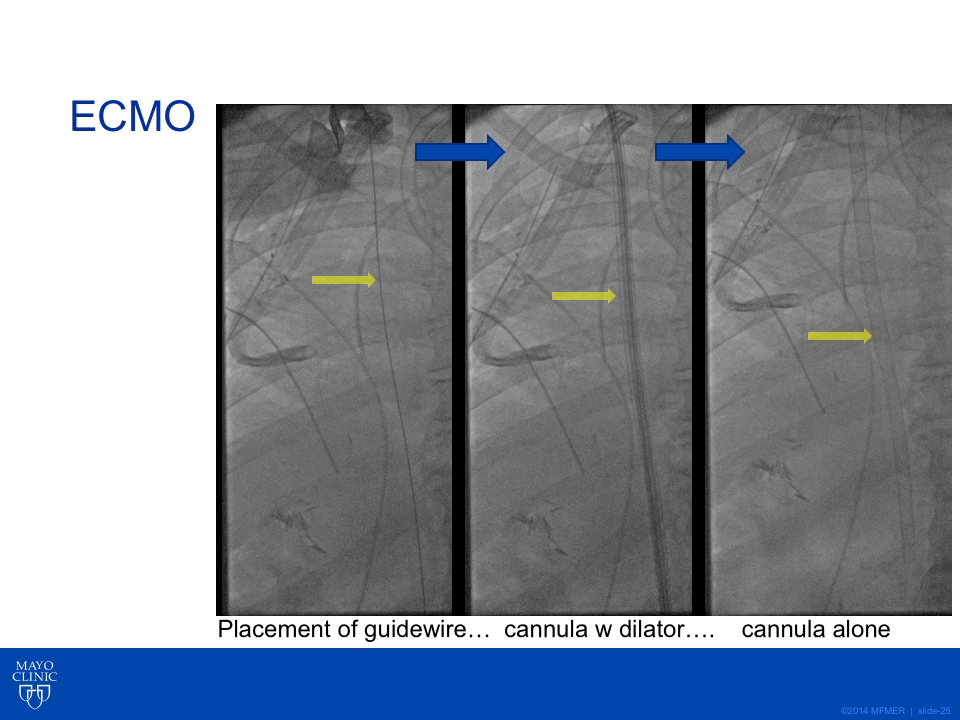 ECMO
Placement of guidewire… cannula w dilator…. cannula alone
MAYO
CLINIC
©2014 MFMER | slide-25